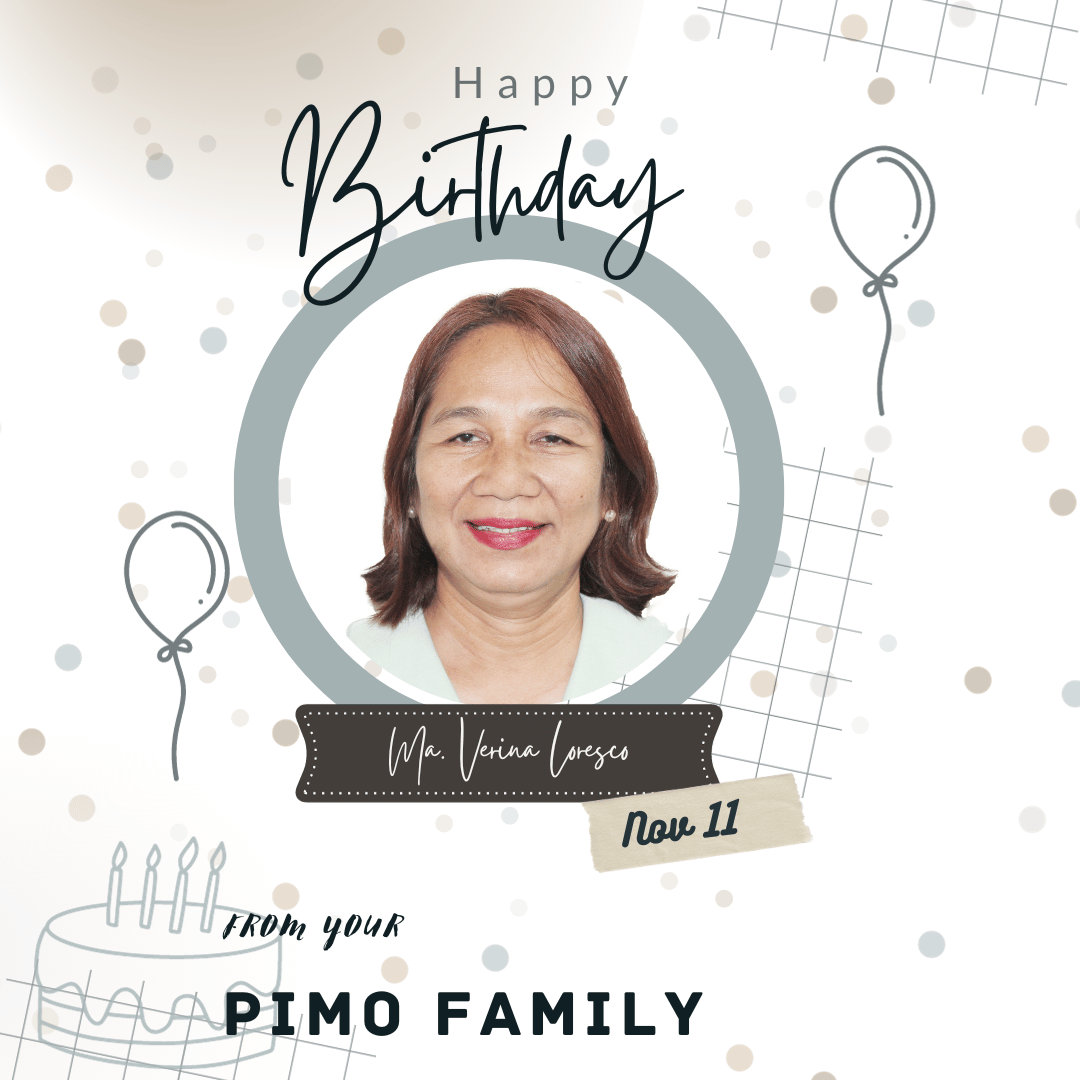 Happy
Birthday
Ma. Verina Loresco
Nov 11
FROM YOUR
PIMO FAMILY